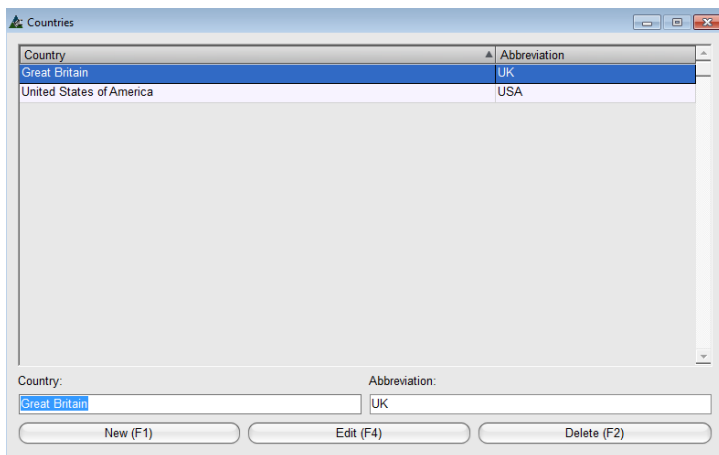 Countries
Country Abbreviation
Great Britain UK
United States of America USA
Country: Abbreviation:
Great Britain UK
New (F1) Edit (F4) Delete (F2)